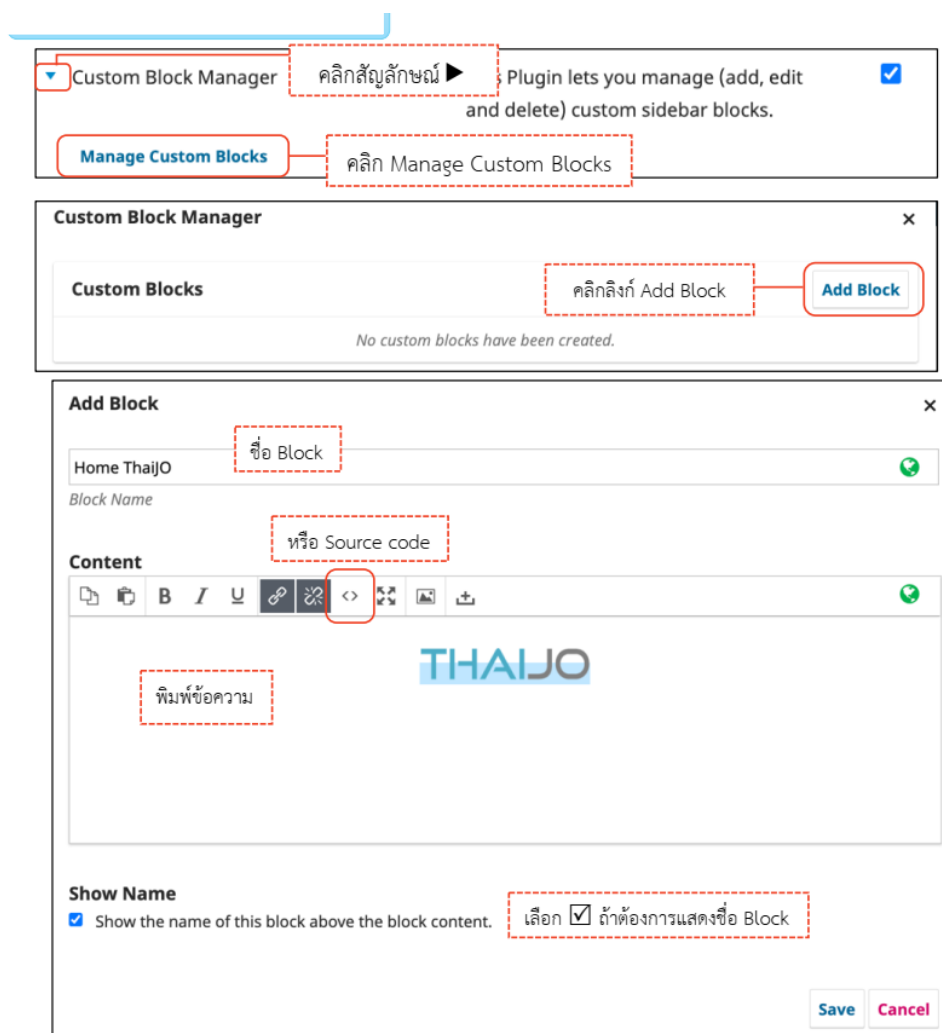 Custom Block Manager
คลิกสัญลักษณ์ ▶
Plugin lets you manage (add, edit
and delete) custom sidebar blocks.
Manage Custom Blocks
คลิก Manage Custom Blocks
Custom Block Manager
×
Custom Blocks
คลิกลิงก์ Add Block
Add Block
No custom blocks have been created.
Add Block
×
ชื่อ Block
Home ThaiJO
Block Name
หรือ Source code
Content
B I U <>
THAIJO
พิมพ์ข้อความ
Show Name
Show the name of this block above the block content.
เลือก ☑ ถ้าต้องการแสดงชื่อ Block
Save Cancel